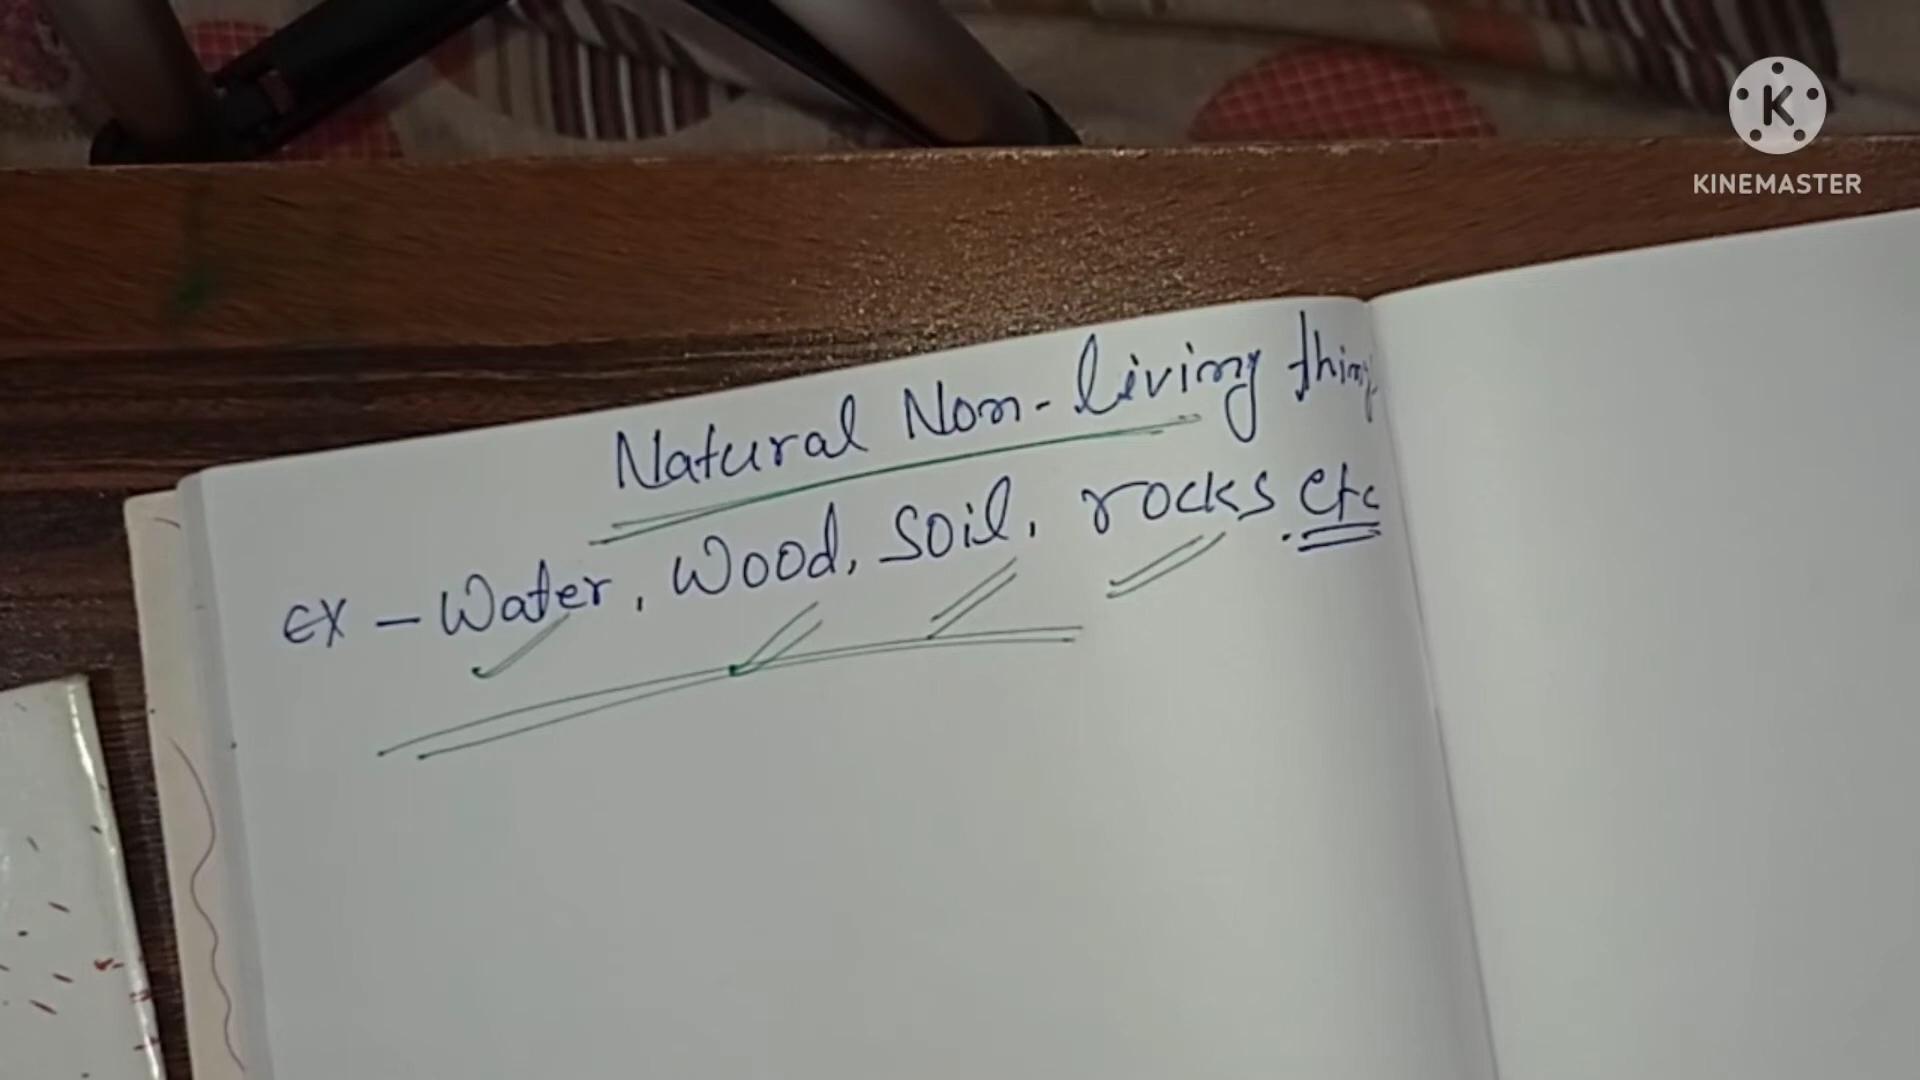 K
KINEMASTER
Natural Non-living things
EX - Water, Wood, Soil, rocks etc